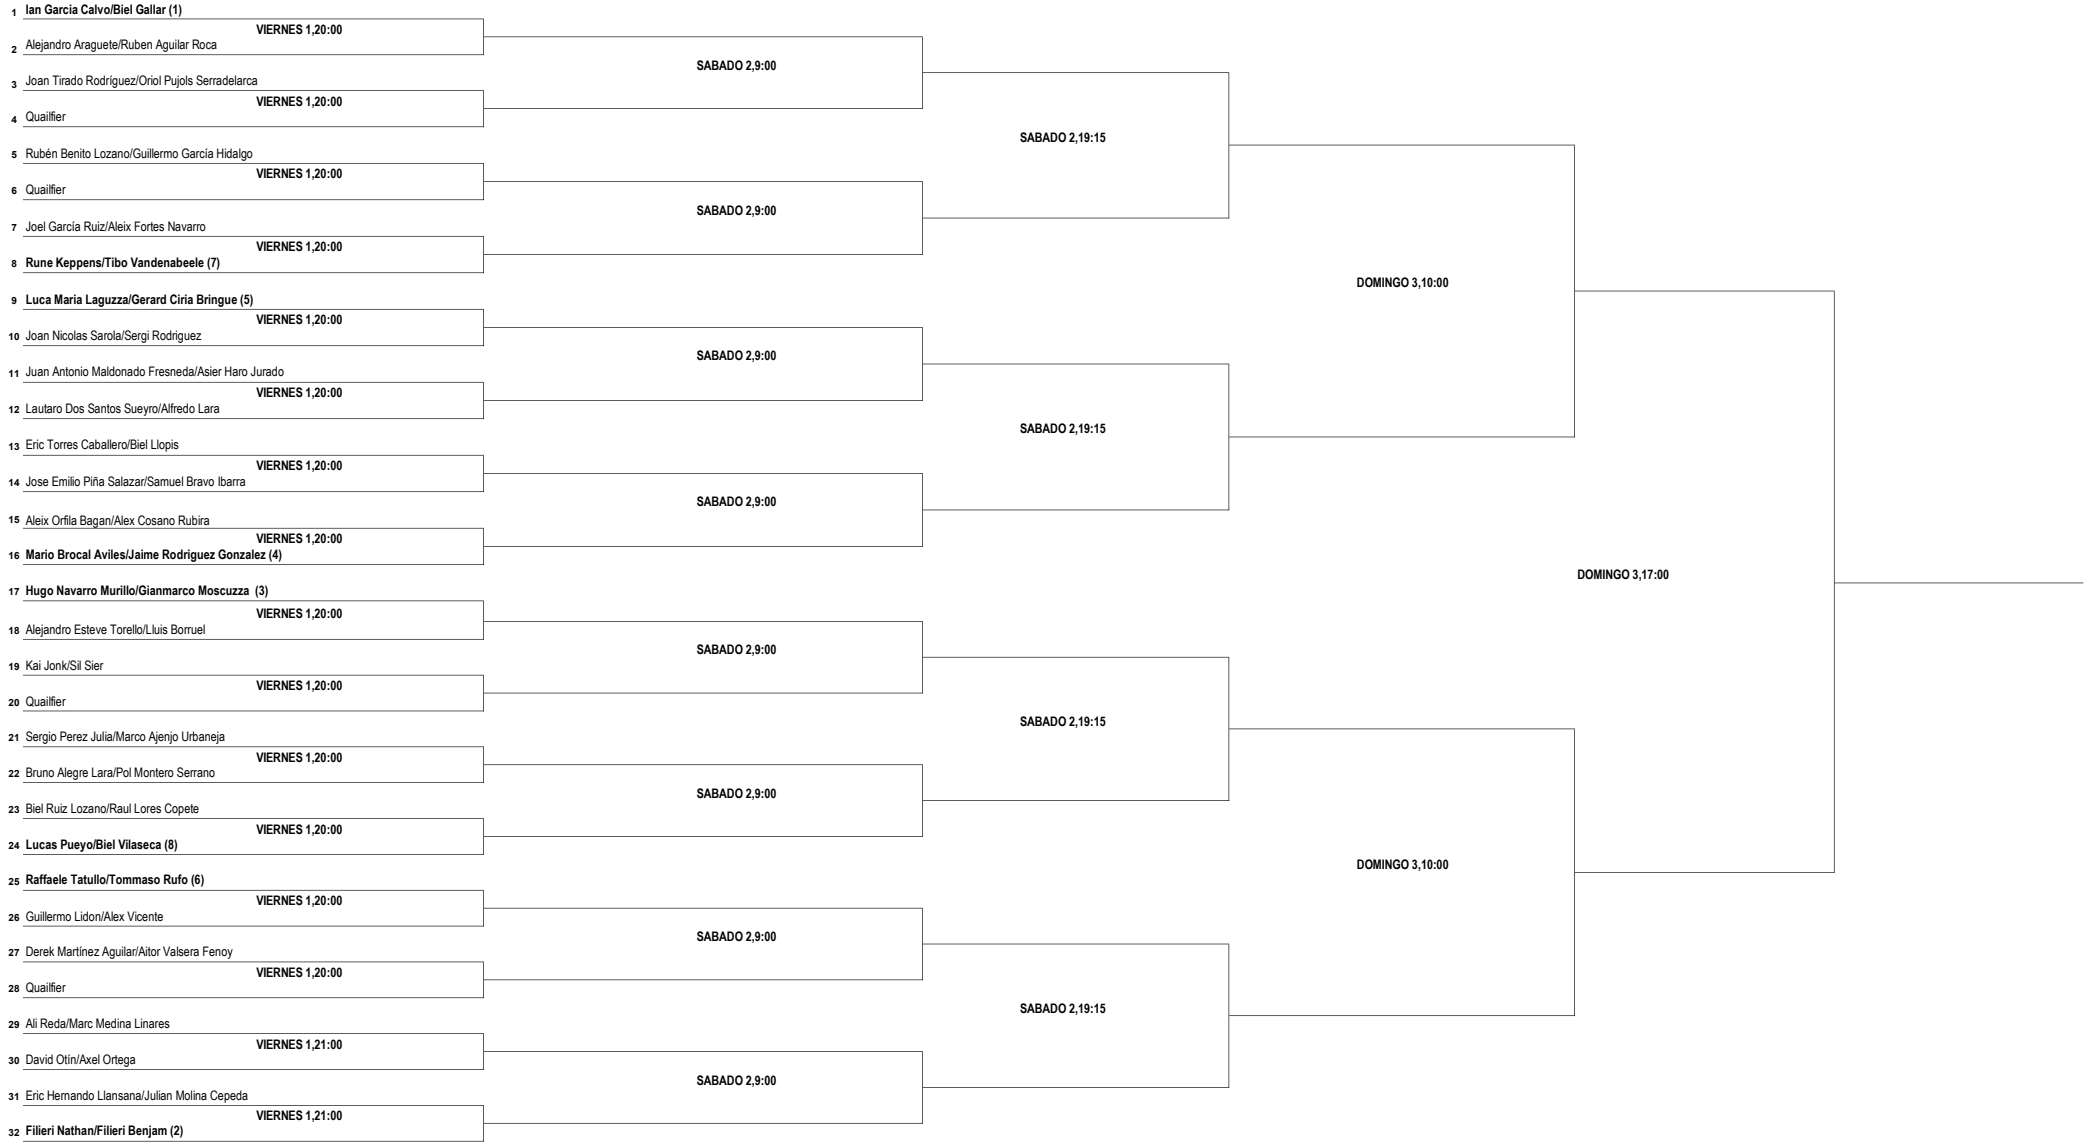 1 Ian Garcia Calvo/Biel Gallar (1)
VIERNES 1,20:00
2 Alejandro Araguete/Ruben Aguilar Roca
SABADO 2,9:00
3 Joan Tirado Rodríguez/Oriol Pujols Serradelarca
VIERNES 1,20:00
4 Quailfier
SABADO 2,19:15
5 Rubén Benito Lozano/Guillermo García Hidalgo
VIERNES 1,20:00
6 Quailfier
SABADO 2,9:00
7 Joel García Ruiz/Aleix Fortes Navarro
VIERNES 1,20:00
8 Rune Keppens/Tibo Vandenabeele (7)
DOMINGO 3,10:00
9 Luca Maria Laguzza/Gerard Ciria Bringue (5)
VIERNES 1,20:00
10 Joan Nicolas Sarola/Sergi Rodriguez
SABADO 2,9:00
11 Juan Antonio Maldonado Fresneda/Asier Haro Jurado
VIERNES 1,20:00
12 Lautaro Dos Santos Sueyro/Alfredo Lara
SABADO 2,19:15
13 Eric Torres Caballero/Biel Llopis
VIERNES 1,20:00
14 Jose Emilio Piña Salazar/Samuel Bravo Ibarra
SABADO 2,9:00
15 Aleix Orfila Bagan/Alex Cosano Rubira
VIERNES 1,20:00
16 Mario Brocal Aviles/Jaime Rodriguez Gonzalez (4)
DOMINGO 3,17:00
17 Hugo Navarro Murillo/Gianmarco Moscuzza (3)
VIERNES 1,20:00
18 Alejandro Esteve Torello/Lluis Borruel
SABADO 2,9:00
19 Kai Jonk/Sil Sier
VIERNES 1,20:00
20 Quailfier
SABADO 2,19:15
21 Sergio Perez Julia/Marco Ajenjo Urbaneja
VIERNES 1,20:00
22 Bruno Alegre Lara/Pol Montero Serrano
SABADO 2,9:00
23 Biel Ruiz Lozano/Raul Lores Copete
VIERNES 1,20:00
24 Lucas Pueyo/Biel Vilaseca (8)
DOMINGO 3,10:00
25 Raffaele Tatullo/Tommaso Rufo (6)
VIERNES 1,20:00
26 Guillermo Lidon/Alex Vicente
SABADO 2,9:00
27 Derek Martínez Aguilar/Aitor Valsera Fenoy
VIERNES 1,20:00
28 Quailfier
SABADO 2,19:15
29 Ali Reda/Marc Medina Linares
VIERNES 1,21:00
30 David Otín/Axel Ortega
SABADO 2,9:00
31 Eric Hernando Llansana/Julian Molina Cepeda
VIERNES 1,21:00
32 Filieri Nathan/Filieri Benjam (2)